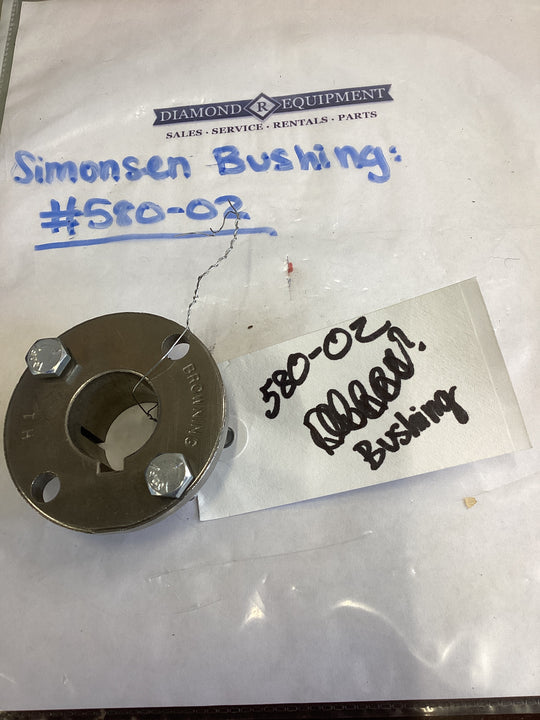 DIAMOND R EQUIPMENT
SALES · SERVICE · RENTALS · PARTS
Simonsen Bushing:
#580-02
580-02
Bushing
BROWNING
H1